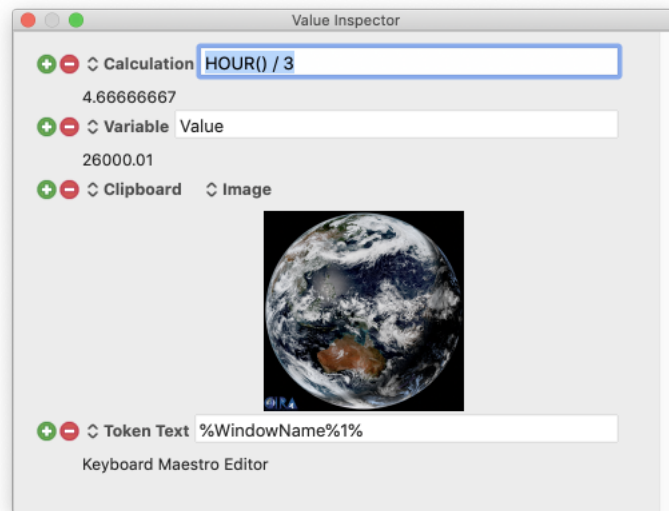 Value Inspector
Calculation HOUR() / 3
4.66666667
Variable Value
26000.01
Clipboard Image
Token Text %WindowName%1%
Keyboard Maestro Editor